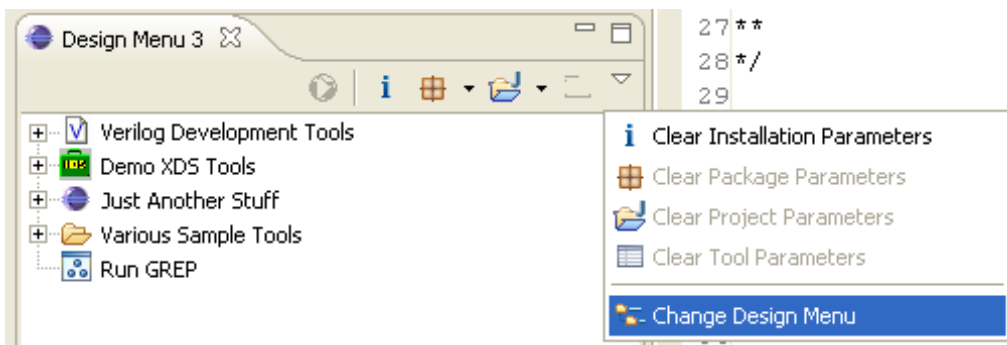 Design Menu 3
27 **
28 */
29
Verilog Development Tools
Demo XDS Tools
Just Another Stuff
Various Sample Tools
Run GREP
Clear Installation Parameters
Clear Package Parameters
Clear Project Parameters
Clear Tool Parameters
Change Design Menu